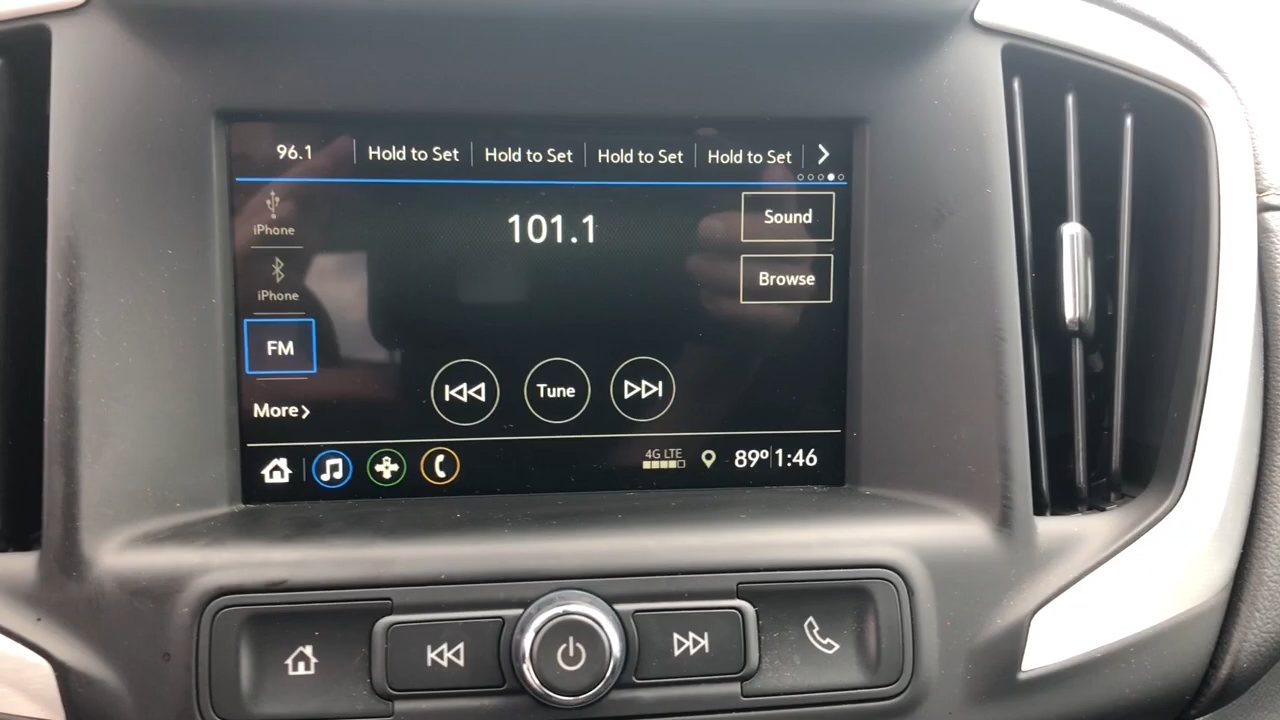 96.1 Hold to Set Hold to Set Hold to Set Hold to Set
iPhone
101.1
Sound
iPhone
Browse
FM
Tune
More
4G LTE
89° 1:46